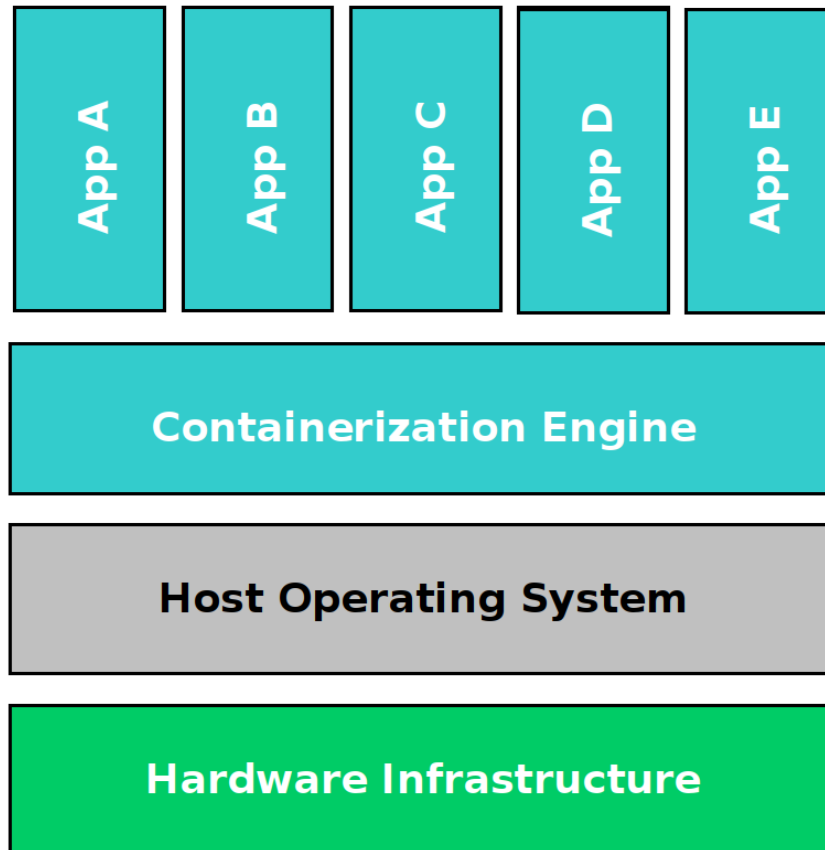 App A
App B
App C
App D
App E
Containerization Engine
Host Operating System
Hardware Infrastructure